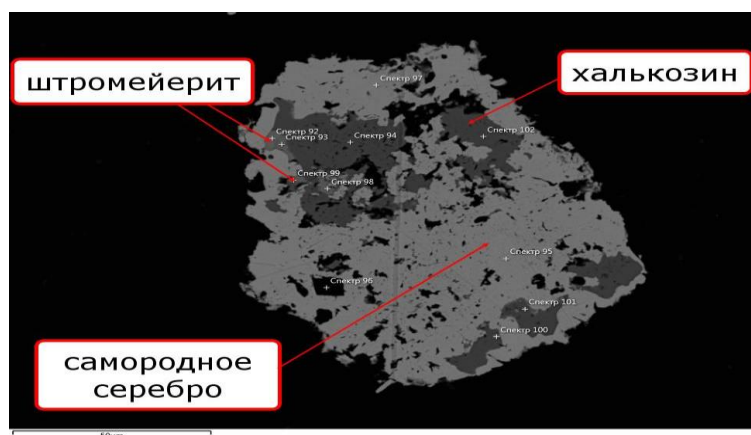 Спектр 97
штромейерит
халькозин
Спектр 92
Спектр 93
Спектр 94
Спектр 102
Спектр 99
Спектр 98
Спектр 95
Спектр 96
Спектр 101
Спектр 100
самородное
серебро